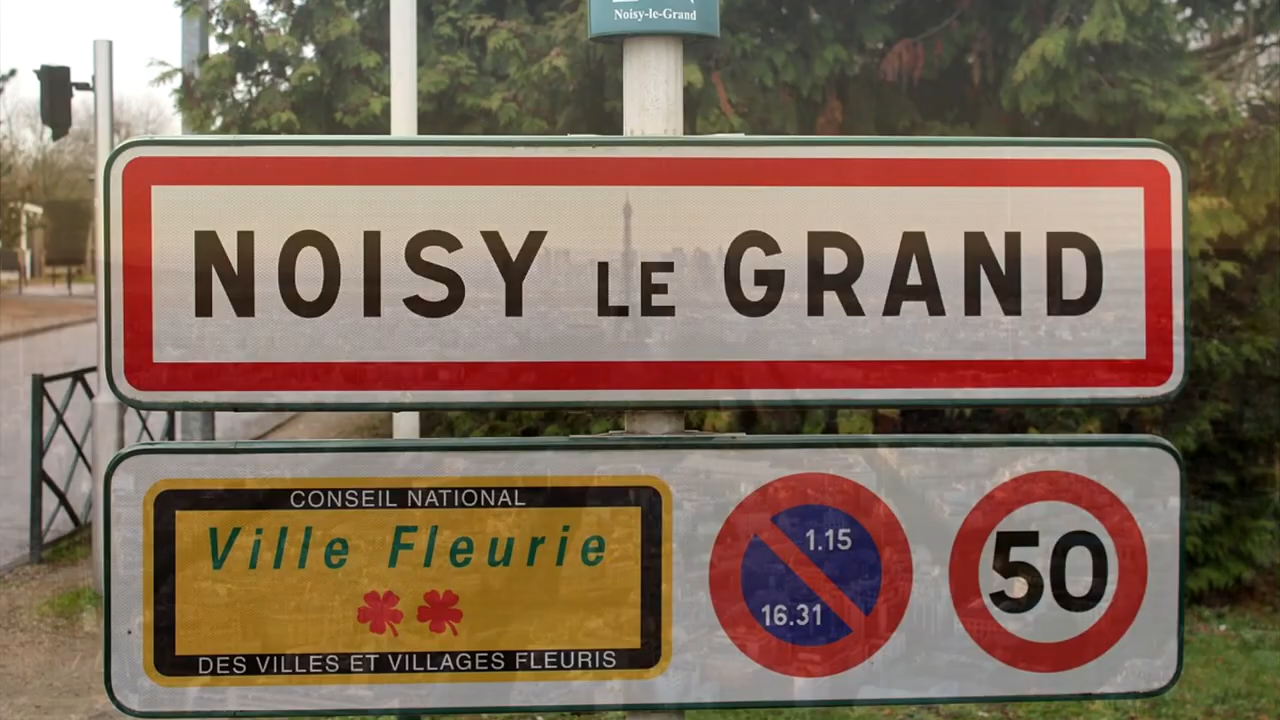 Noisy-le-Grand
NOISY LE GRAND
CONSEIL NATIONAL
Ville Fleurie
DES VILLES ET VILLAGES FLEURIS
1.15
16.31
50